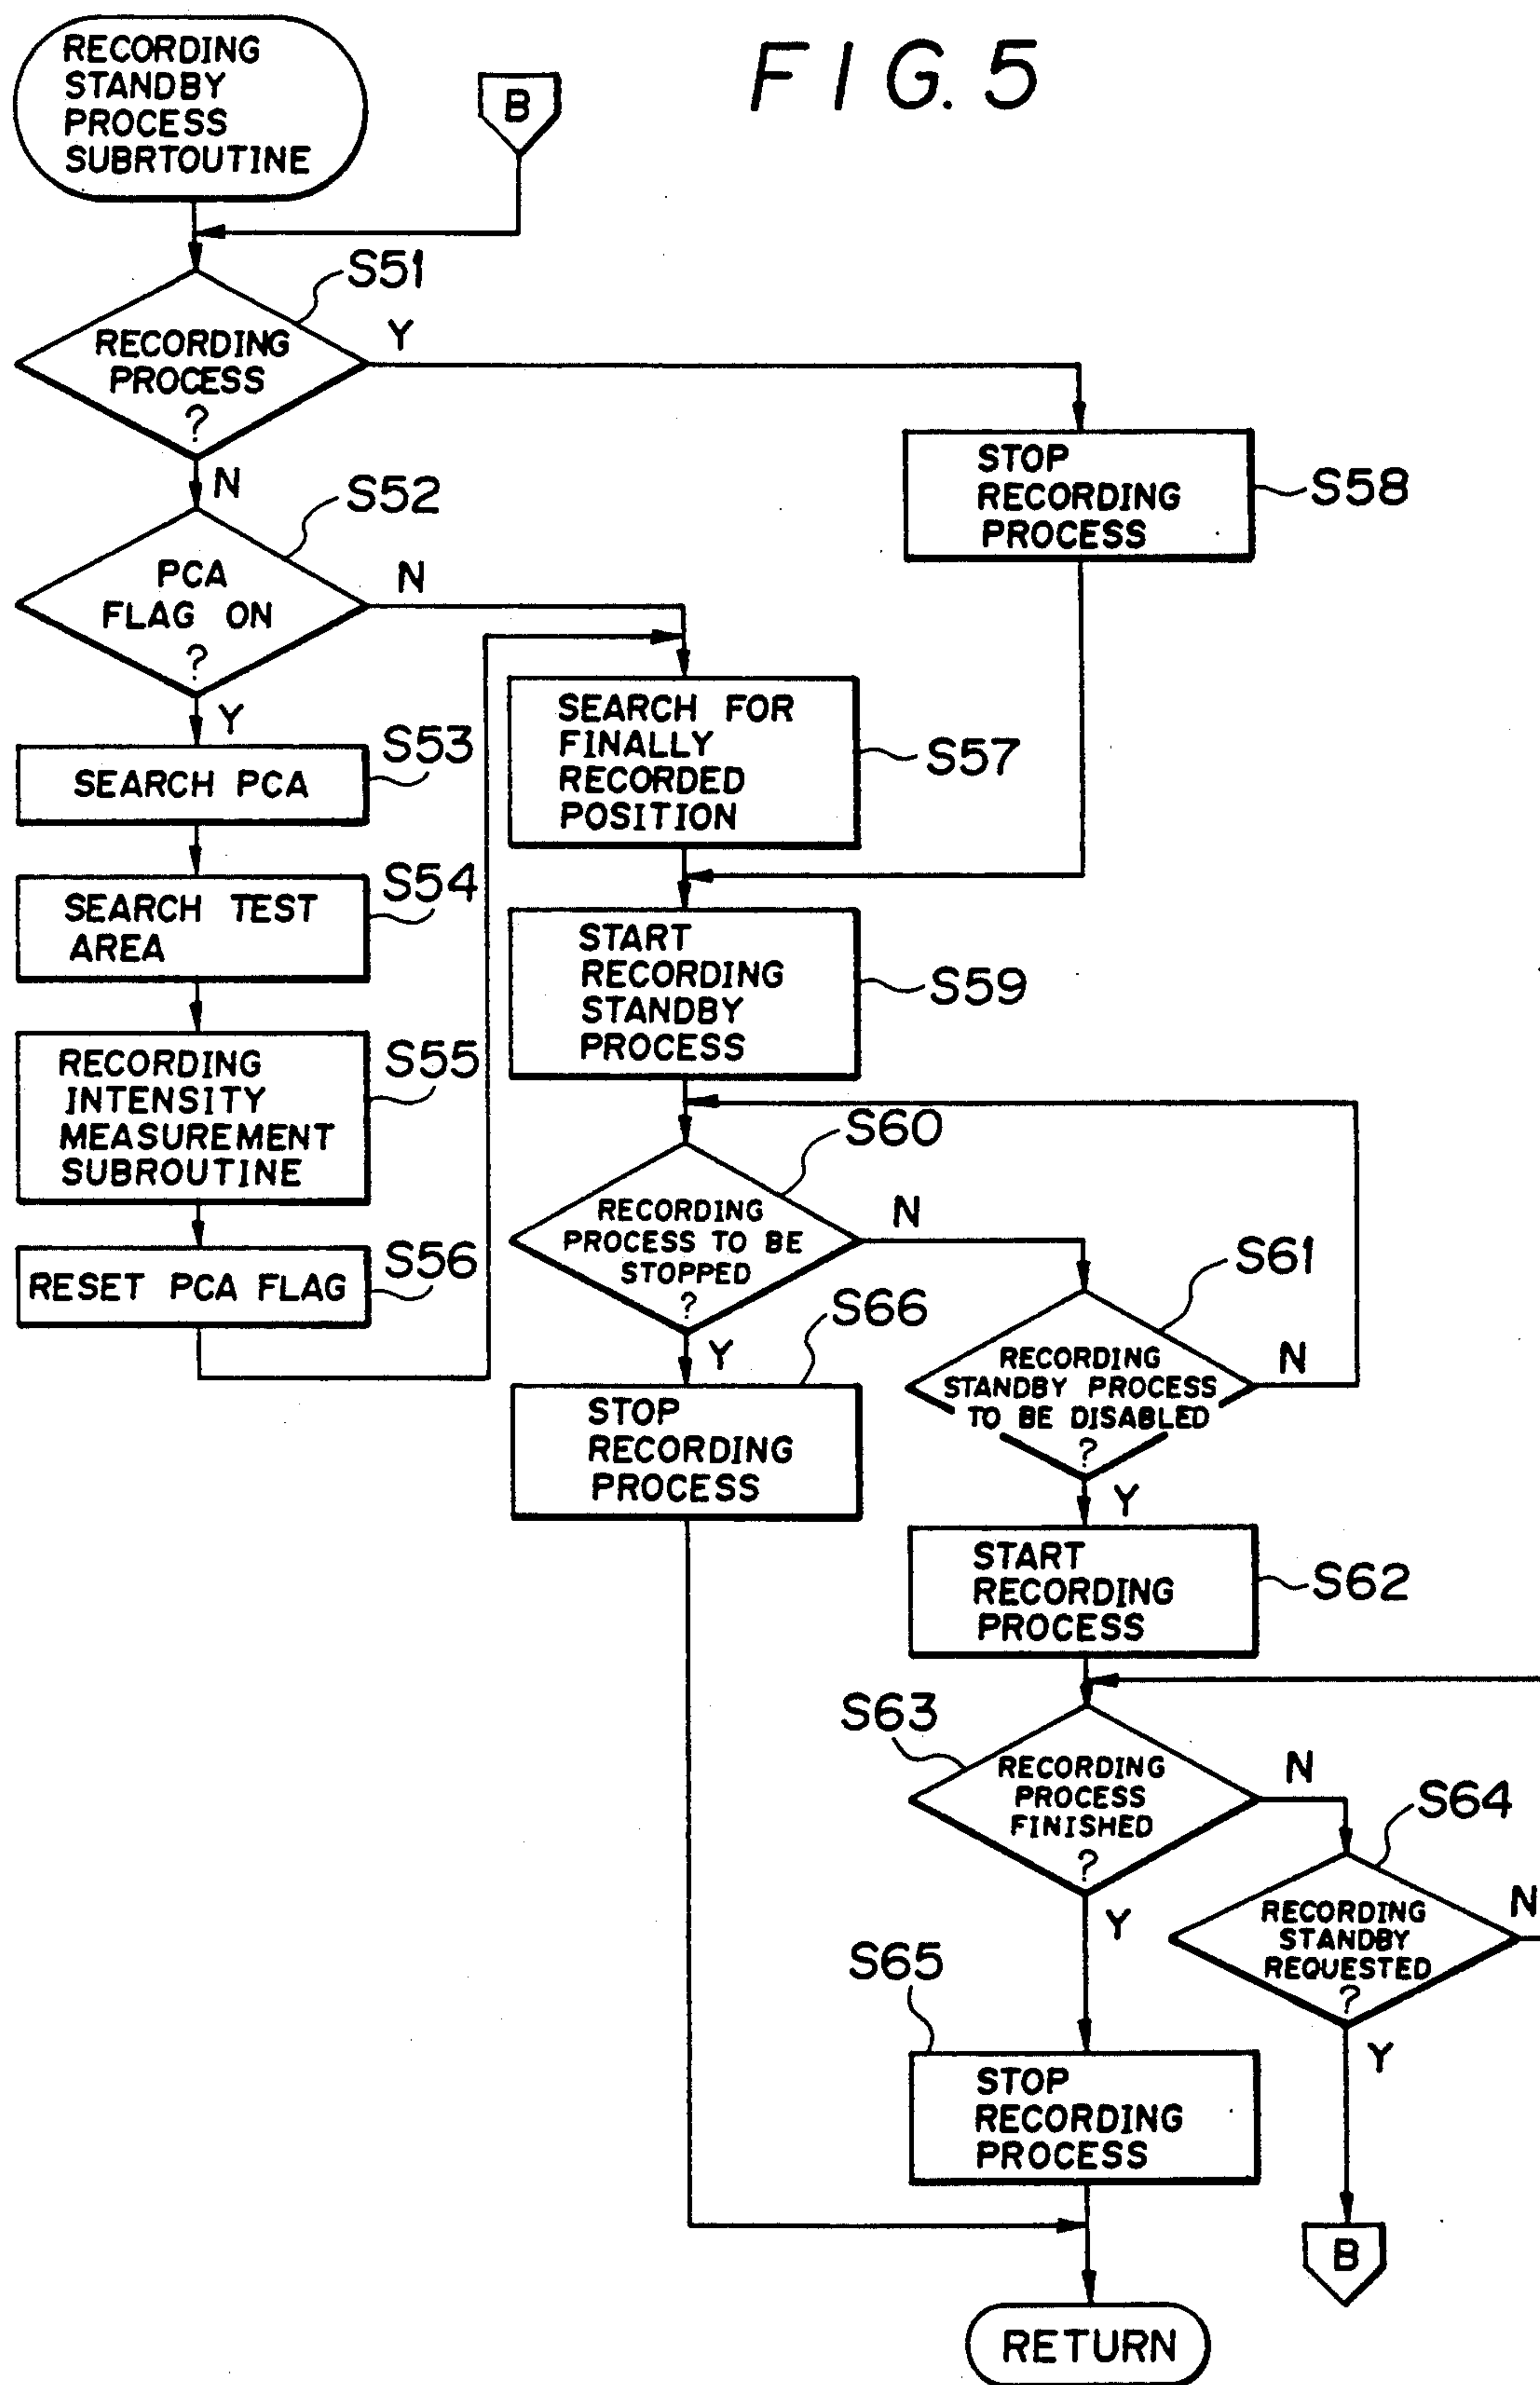 FIG. 5
RECORDING
STANDBY
PROCESS
SUBRTOUTINE
B
S51
RECORDING
PROCESS
?
Y
N
STOP
RECORDING
PROCESS
S58
S52
PCA
FLAG ON
?
N
Y
SEARCH FOR
FINALLY
RECORDED
POSITION
S57
S53
SEARCH PCA
S54
SEARCH TEST
AREA
START
RECORDING
STANDBY
PROCESS
S59
S55
RECORDING
INTENSITY
MEASUREMENT
SUBROUTINE
S60
RECORDING
PROCESS TO BE
STOPPED
?
N
Y
S56
RESET PCA FLAG
S61
RECORDING
STANDBY PROCESS
TO BE DISABLED
?
N
Y
S66
STOP
RECORDING
PROCESS
START
RECORDING
PROCESS
S62
S63
RECORDING
PROCESS
FINISHED
?
N
Y
S64
RECORDING
STANDBY
REQUESTED
?
N
Y
S65
STOP
RECORDING
PROCESS
B
RETURN